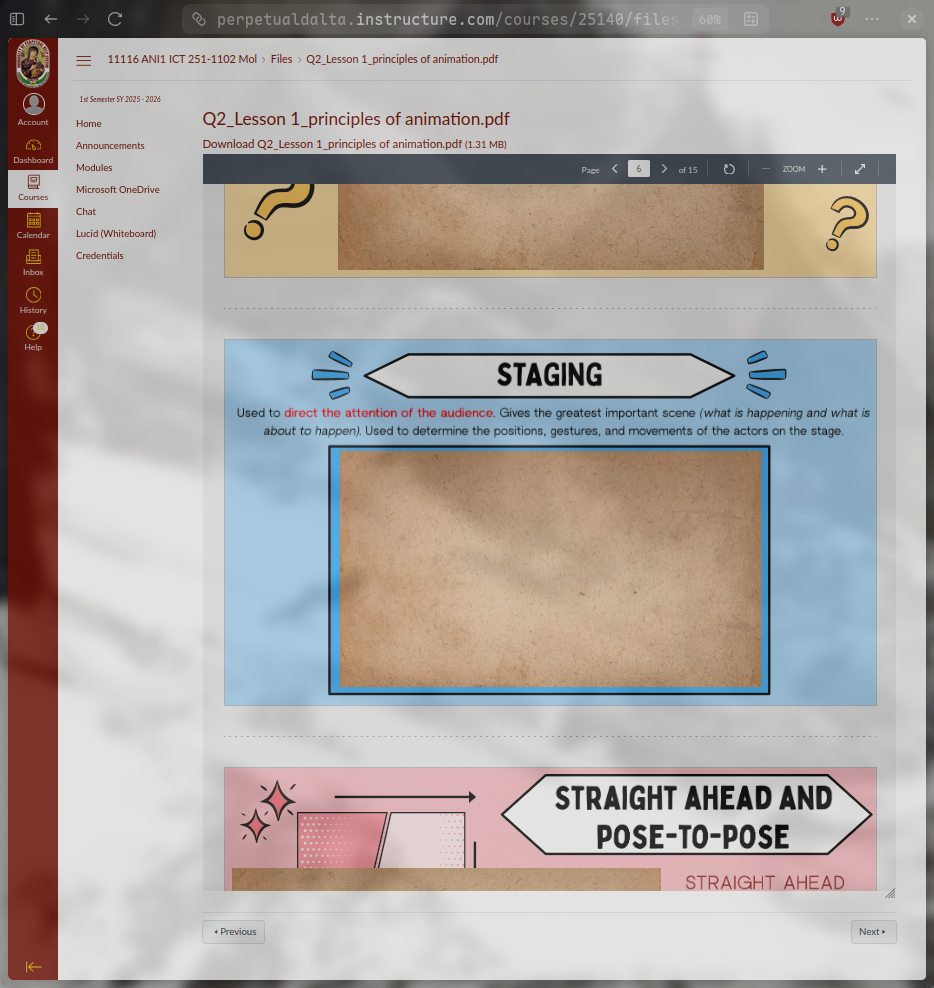 perpetualdalta.instructure.com/courses/25140/files
60%
9
11116 ANI1 ICT 251-1102 Mol › Files › Q2_Lesson 1_principles of animation.pdf
1st Semester SY 2025 - 2026
Home
Announcements
Modules
Microsoft OneDrive
Chat
Lucid (Whiteboard)
Credentials
Account
Dashboard
Courses
Calendar
Inbox
History
Help
Q2_Lesson 1_principles of animation.pdf
Download Q2_Lesson 1_principles of animation.pdf (1.31 MB)
Page 6 of 15 ZOOM
STAGING
Used to direct the attention of the audience. Gives the greatest important scene (what is happening and what is
about to happen). Used to determine the positions, gestures, and movements of the actors on the stage.
STRAIGHT AHEAD AND
POSE-TO-POSE
STRAIGHT AHEAD
Previous
Next